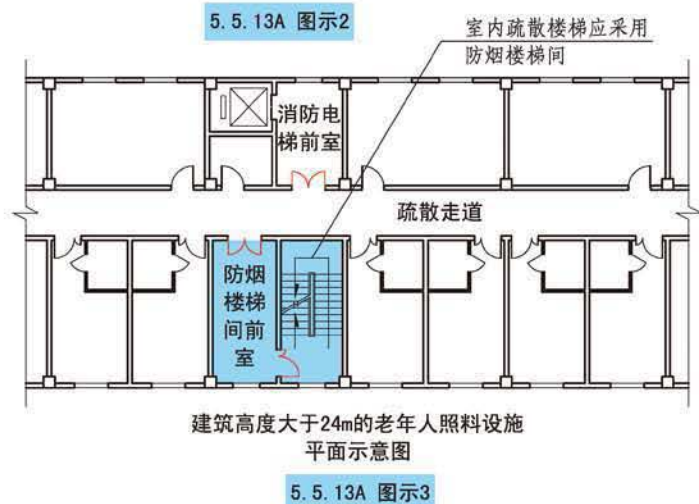 5.5.13A 图示2
室内疏散楼梯应采用
防烟楼梯间
消防电
梯前室
疏散走道
防烟
楼梯
间前
室
建筑高度大于24m的老年人照料设施
平面示意图
5.5.13A 图示3